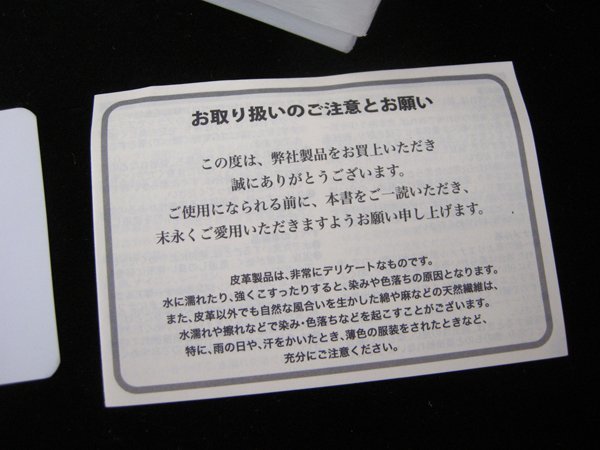 お取り扱いのご注意とお願い
この度は、弊社製品をお買上いただき
誠にありがとうございます。
ご使用になられる前に、本書をご一読いただき、
末永くご愛用いただきますようお願い申し上げます。
皮革製品は、非常にデリケートなものです。
水に濡れたり、強くこすったりすると、染みや色落ちの原因となります。
また、皮革以外でも自然な風合いを生かした綿や麻などの天然繊維は、
水濡れや擦れなどで染み・色落ちなどを起こすことがございます。
特に、雨の日や、汗をかいたとき、薄色の服装をされたときなど、
充分にご注意ください。